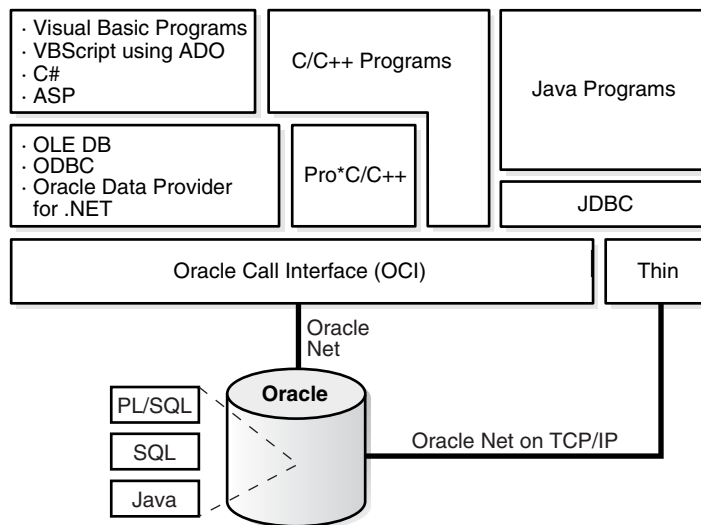 · Visual Basic Programs
· VBScript using ADO
· C#
· ASP
C/C++ Programs
Java Programs
· OLE DB
· ODBC
· Oracle Data Provider
for .NET
Pro*C/C++
JDBC
Oracle Call Interface (OCI)
Thin
Oracle
Net
Oracle
PL/SQL
SQL
Java
Oracle Net on TCP/IP